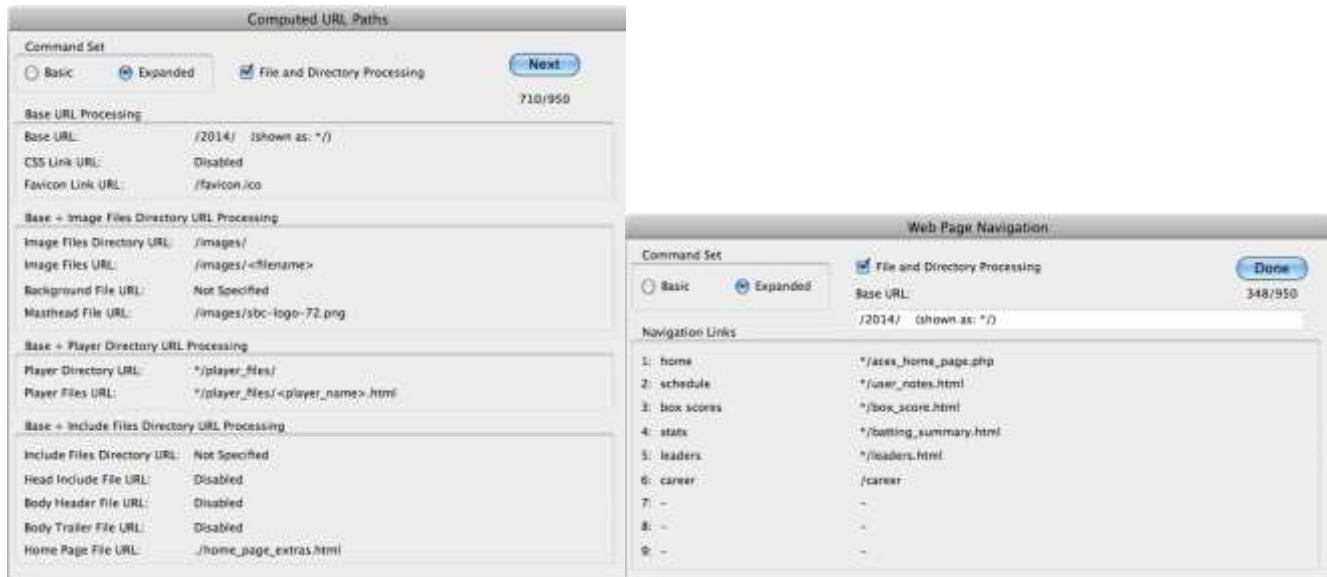 Computed URL Paths
Command Set
Basic Expanded File and Directory Processing Next
710/950
Base URL Processing
Base URL: /2014/ (shown as: */)
CSS Link URL: Disabled
Favicon Link URL: /favicon.ico
Base + Image Files Directory URL Processing
Image Files Directory URL: /images/
Image Files URL: /images/<filename>
Background File URL: Not Specified
Masthead File URL: /images/sbc-logo-72.png
Base + Player Directory URL Processing
Player Directory URL: */player_files/
Player Files URL: */player_files/<player_name>.html
Base + Include Files Directory URL Processing
Include Files Directory URL: Not Specified
Head Include File URL: Disabled
Body Header File URL: Disabled
Body Trailer File URL: Disabled
Home Page File URL: ./home_page_extras.html
Web Page Navigation
Command Set
Basic Expanded File and Directory Processing Done
Base URL: 348/950
/2014/ (shown as: */)
Navigation Links
1: home */aces_home_page.php
2: schedule */user_notes.html
3: box scores */box_score.html
4: stats */batting_summary.html
5: leaders */leaders.html
6: career /career
7: - -
8: - -
9: - -